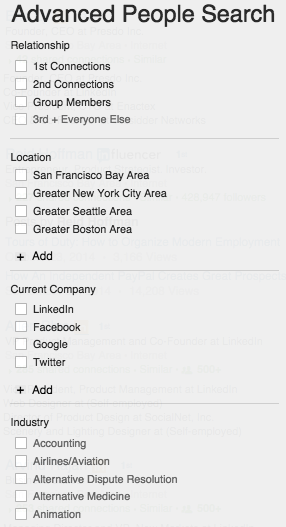 Advanced People Search
Relationship
1st Connections
2nd Connections
Group Members
3rd + Everyone Else
Location
San Francisco Bay Area
Greater New York City Area
Greater Seattle Area
Greater Boston Area
+ Add
Current Company
LinkedIn
Facebook
Google
Twitter
+ Add
Industry
Accounting
Airlines/Aviation
Alternative Dispute Resolution
Alternative Medicine
Animation